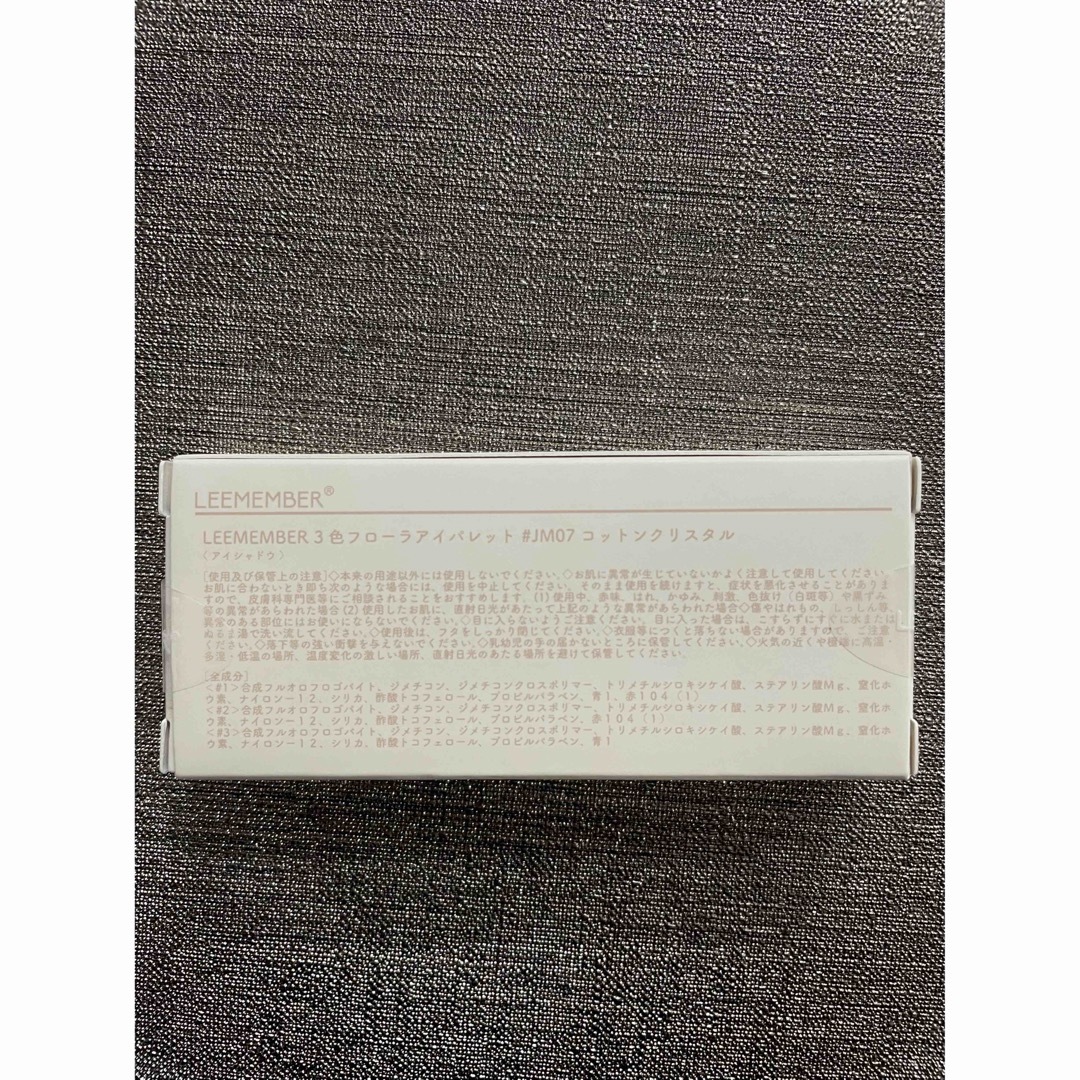 LEEMEMBER®
LEEMEMBER 3色フローラアイパレット #JM07 コットンクリスタル
(アイシャドウ)
[使用及び保管上の注意]◇本来の用途以外には使用しないでください。◇お肌に異常が生じていないかよく注意して使用してください。
お肌に合わないとき即ち次のような場合には、使用を中止してください。そのまま使用を続けますと、症状を悪化させることがありま
すので、皮膚科専門医等にご相談されることをおすすめします。(1)使用中、赤味、はれ、かゆみ、刺激、色抜け(白斑等)や黒ずみ
等の異常があらわれた場合(2)使用したお肌に、直射日光があたって上記のような異常があらわれた場合◇傷やはれもの、しっしん等、
異常のある部位にはお使いにならないでください。◇目に入らないようご注意ください。目に入った場合は、こすらずにすぐに水または
ぬるま湯で洗い流してください。◇使用後は、フタをしっかり閉じてください。◇衣服等につくと落ちない場合がありますので、ご注意
ください。◇落下等の強い衝撃を与えないでください。◇乳幼児の手の届かないところに保管してください。◇火気の近くや極端に高温
多湿・低温の場所、温度変化の激しい場所、直射日光のあたる場所を避けて保管してください。
[全成分]
<#1>合成フルオロフロゴパイト、ジメチコン、ジメチコンクロスポリマー、トリメチルシロキシケイ酸、ステアリン酸Mg、窒化ホ
ウ素、ナイロン-12、シリカ、酢酸トコフェロール、プロピルパラベン、青1、赤104(1)
<#2>合成フルオロフロゴパイト、ジメチコン、ジメチコンクロスポリマー、トリメチルシロキシケイ酸、ステアリン酸Mg、窒化ホ
ウ素、ナイロン-12、シリカ、酢酸トコフェロール、プロピルパラベン、赤104(1)
<#3>合成フルオロフロゴパイト、ジメチコン、ジメチコンクロスポリマー、トリメチルシロキシケイ酸、ステアリン酸Mg、窒化ホ
ウ素、ナイロン-12、シリカ、酢酸トコフェロール、プロピルパラベン、青1